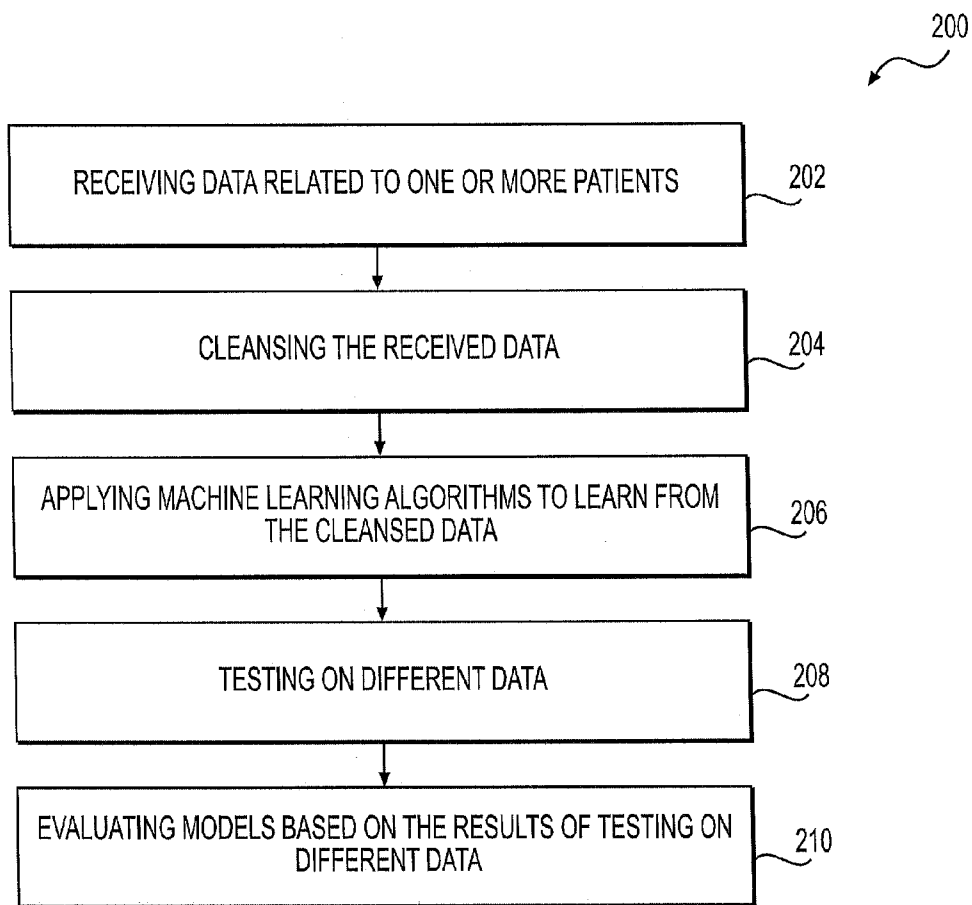 200
RECEIVING DATA RELATED TO ONE OR MORE PATIENTS
202
CLEANSING THE RECEIVED DATA
204
APPLYING MACHINE LEARNING ALGORITHMS TO LEARN FROM
THE CLEANSED DATA
206
TESTING ON DIFFERENT DATA
208
EVALUATING MODELS BASED ON THE RESULTS OF TESTING ON
DIFFERENT DATA
210